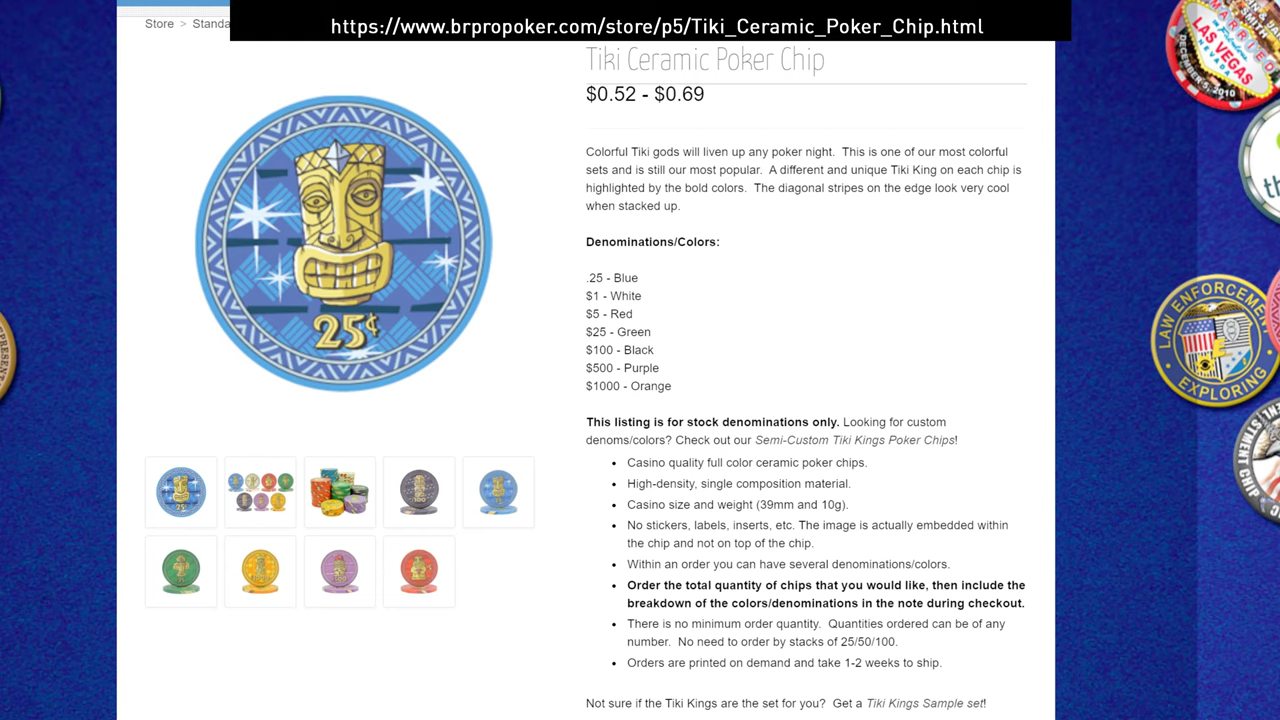 https://www.brpropoker.com/store/p5/Tiki_Ceramic_Poker_Chip.html
Store > Standa
Tiki Ceramic Poker Chip
$0.52 - $0.69
Colorful Tiki gods will liven up any poker night. This is one of our most colorful
sets and is still our most popular. A different and unique Tiki King on each chip is
highlighted by the bold colors. The diagonal stripes on the edge look very cool
when stacked up.
Denominations/Colors:
.25 - Blue
$1 - White
$5 - Red
$25 - Green
$100 - Black
$500 - Purple
$1000 - Orange
This listing is for stock denominations only. Looking for custom
denoms/colors? Check out our Semi-Custom Tiki Kings Poker Chips!
• Casino quality full color ceramic poker chips.
• High-density, single composition material.
• Casino size and weight (39mm and 10g).
• No stickers, labels, inserts, etc. The image is actually embedded within
the chip and not on top of the chip.
• Within an order you can have several denominations/colors.
• Order the total quantity of chips that you would like, then include the
breakdown of the colors/denominations in the note during checkout.
• There is no minimum order quantity. Quantities ordered can be of any
number. No need to order by stacks of 25/50/100.
• Orders are printed on demand and take 1-2 weeks to ship.
Not sure if the Tiki Kings are the set for you? Get a Tiki Kings Sample set!
25¢
MARRIED
LAS VEGAS
NEVADA
DECEMBER 5, 2010
th
LAW ENFORCEMENT
EXPLORING